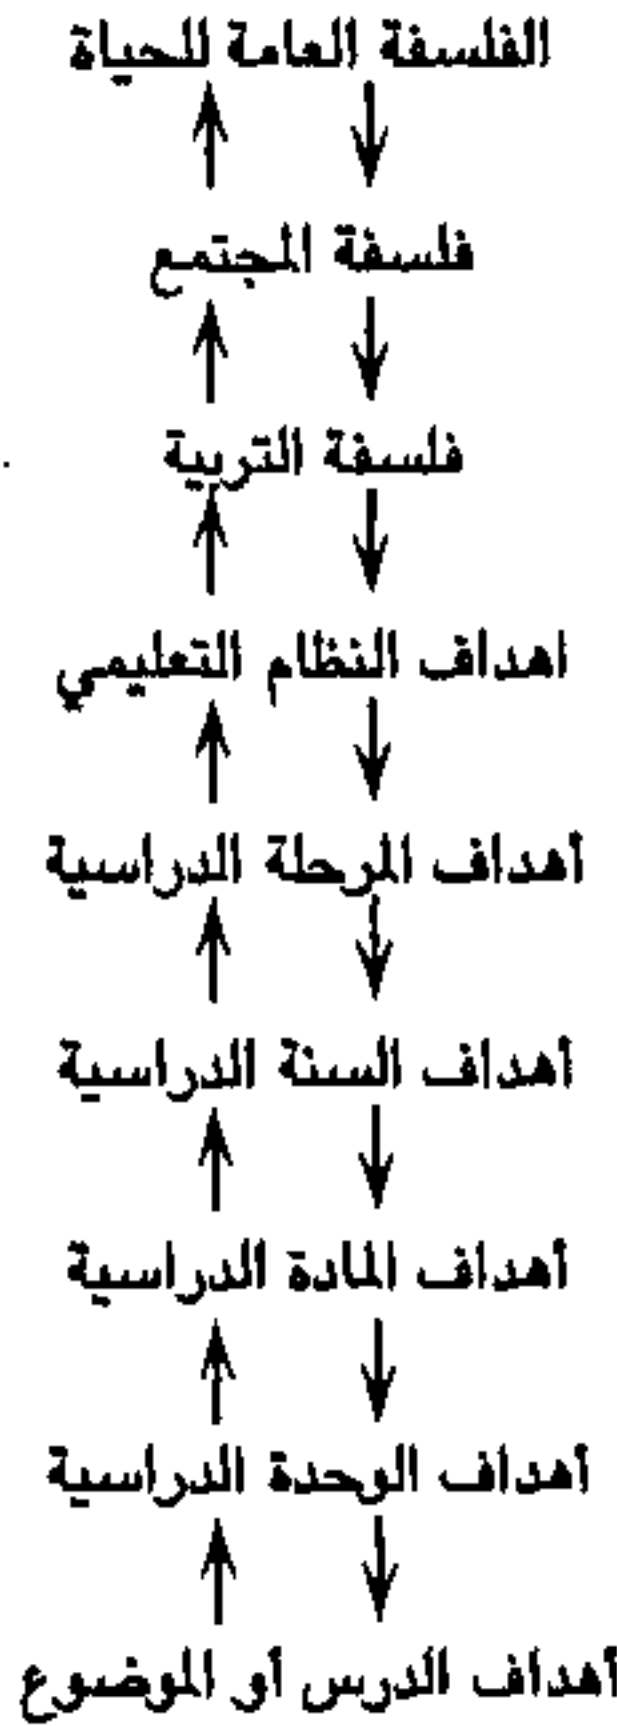 الفلسفة العامة للحياة
فلسفة المجتمع
فلسفة التربية
اهداف النظام التعليمي
أهداف المرحلة الدراسية
أهداف السنة الدراسية
أهداف المادة الدراسية
أهداف الوحدة الدراسية
أهداف الدرس أو الموضوع